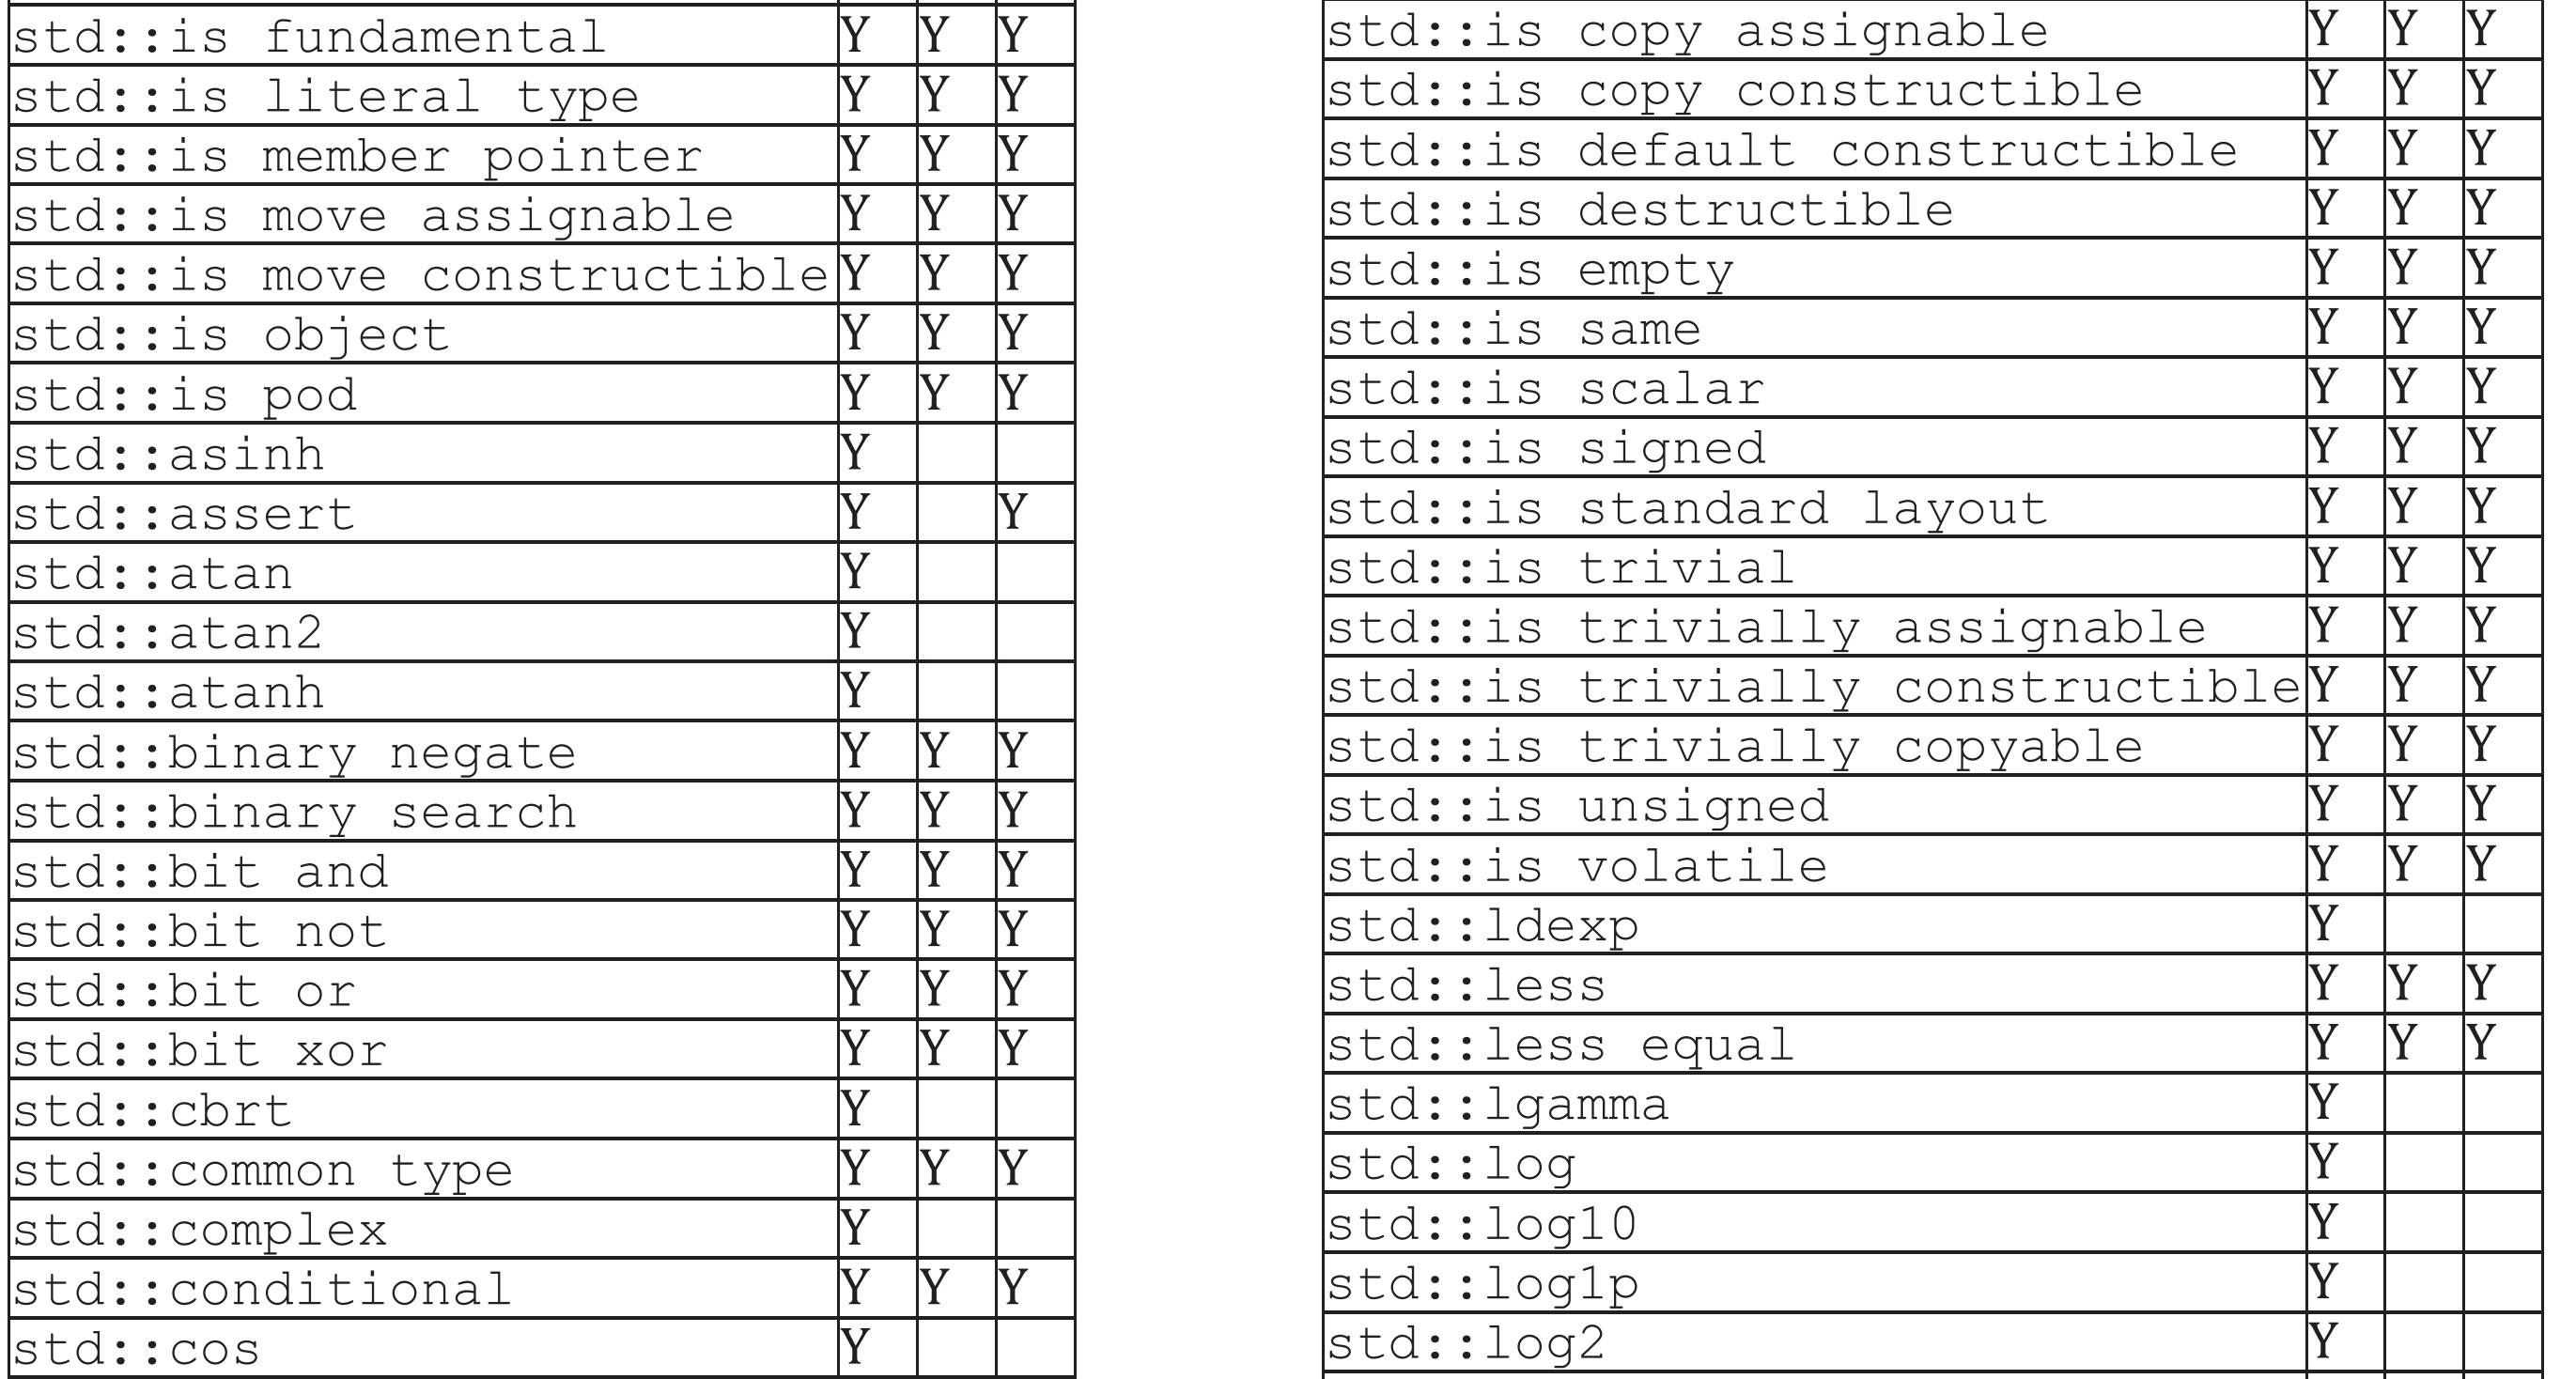 std::is fundamental Y Y Y
std::is literal type Y Y Y
std::is member pointer Y Y Y
std::is move assignable Y Y Y
std::is move constructible Y Y Y
std::is object Y Y Y
std::is pod Y Y Y
std::asinh Y
std::assert Y Y
std::atan Y
std::atan2 Y
std::atanh Y
std::binary negate Y Y Y
std::binary search Y Y Y
std::bit and Y Y Y
std::bit not Y Y Y
std::bit or Y Y Y
std::bit xor Y Y Y
std::cbrt Y
std::common type Y Y Y
std::complex Y
std::conditional Y Y Y
std::cos Y
std::is copy assignable Y Y Y
std::is copy constructible Y Y Y
std::is default constructible Y Y Y
std::is destructible Y Y Y
std::is empty Y Y Y
std::is same Y Y Y
std::is scalar Y Y Y
std::is signed Y Y Y
std::is standard layout Y Y Y
std::is trivial Y Y Y
std::is trivially assignable Y Y Y
std::is trivially constructible Y Y Y
std::is trivially copyable Y Y Y
std::is unsigned Y Y Y
std::is volatile Y Y Y
std::ldexp Y
std::less Y Y Y
std::less equal Y Y Y
std::lgamma Y
std::log Y
std::log10 Y
std::log1p Y
std::log2 Y